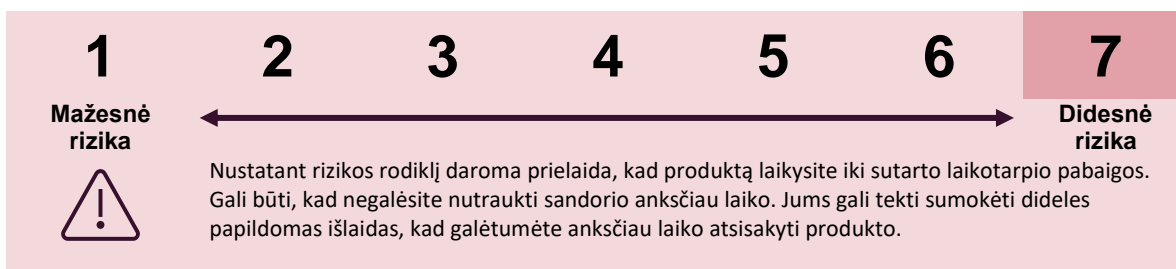 1 2 3 4 5 6 7
Mažesnė Didesnė
rizika rizika
Nustatant rizikos rodiklį daroma prielaida, kad produktą laikysite iki sutarto laikotarpio pabaigos.
Gali būti, kad negalėsite nutraukti sandorio anksčiau laiko. Jums gali tekti sumokėti dideles
papildomas išlaidas, kad galėtumėte anksčiau laiko atsisakyti produkto.